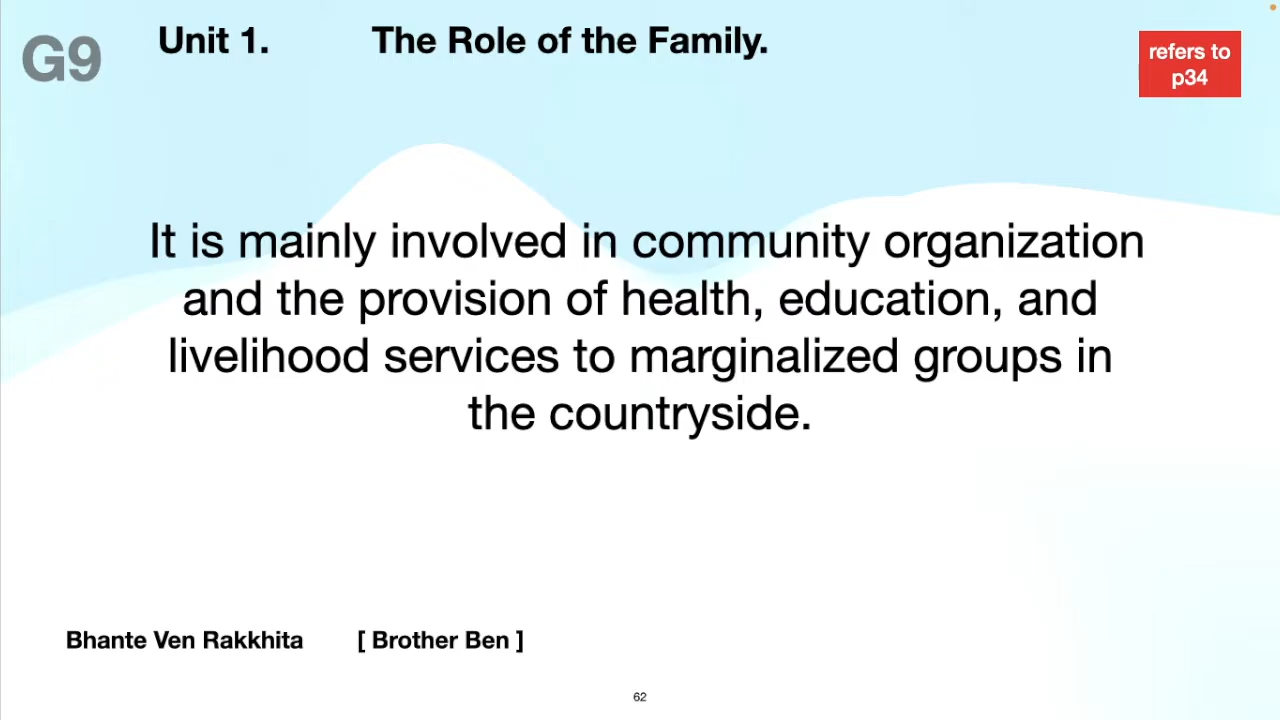 G9
Unit 1. The Role of the Family.
refers to
p34
It is mainly involved in community organization
and the provision of health, education, and
livelihood services to marginalized groups in
the countryside.
Bhante Ven Rakkhita [ Brother Ben ]
62